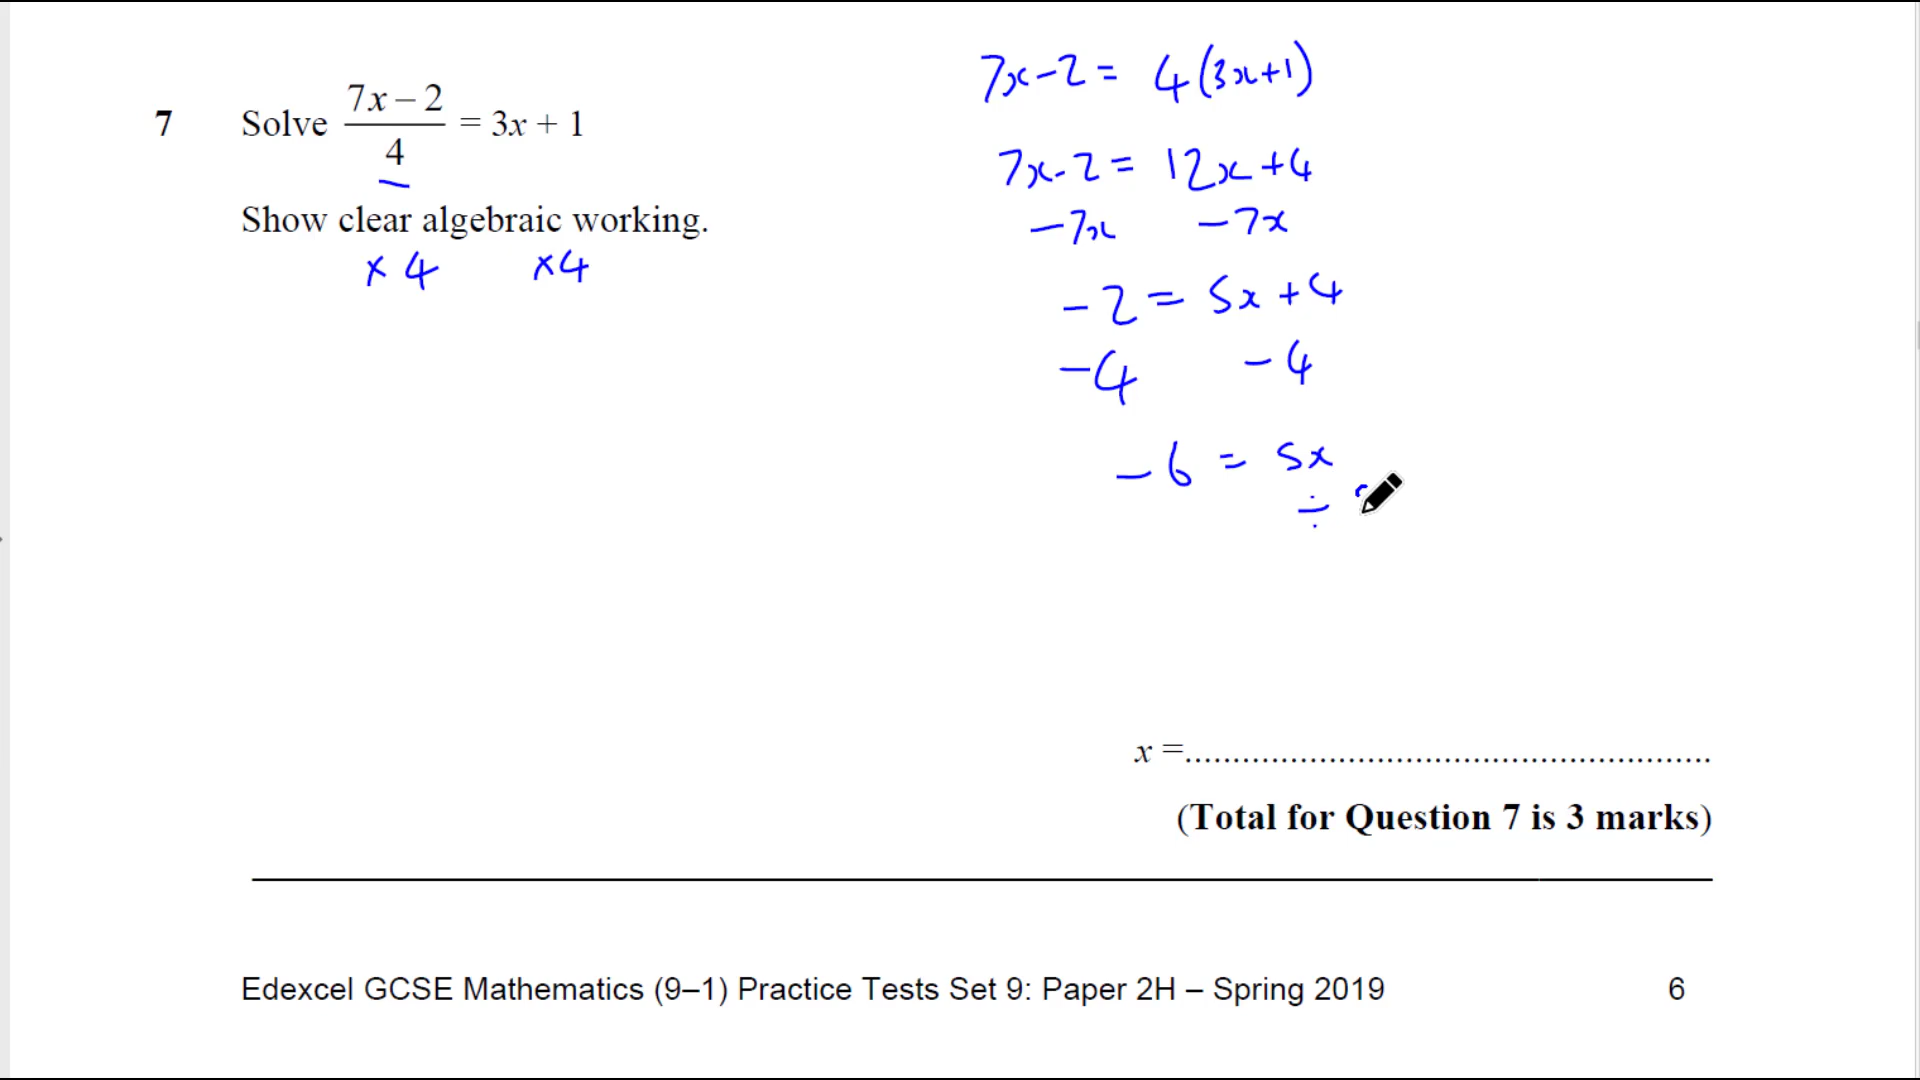 7 Solve (7x – 2)/4 = 3x + 1
Show clear algebraic working.
× 4 ×4
7x - 2 = 4(3x+1)
7x - 2 = 12x + 4
-7x -7x
-2 = 5x + 4
-4 -4
-6 = 5x
÷
x =......................................................
(Total for Question 7 is 3 marks)
Edexcel GCSE Mathematics (9–1) Practice Tests Set 9: Paper 2H – Spring 2019 6